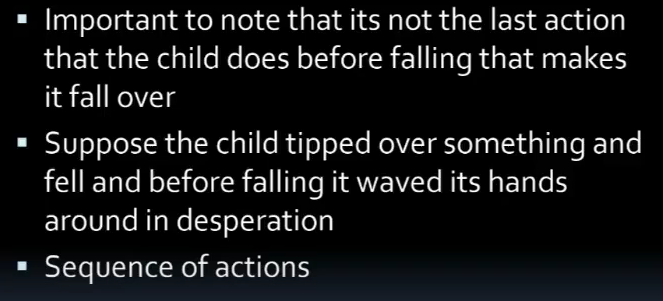 ▪ Important to note that its not the last action
that the child does before falling that makes
it fall over
▪ Suppose the child tipped over something and
fell and before falling it waved its hands
around in desperation
▪ Sequence of actions